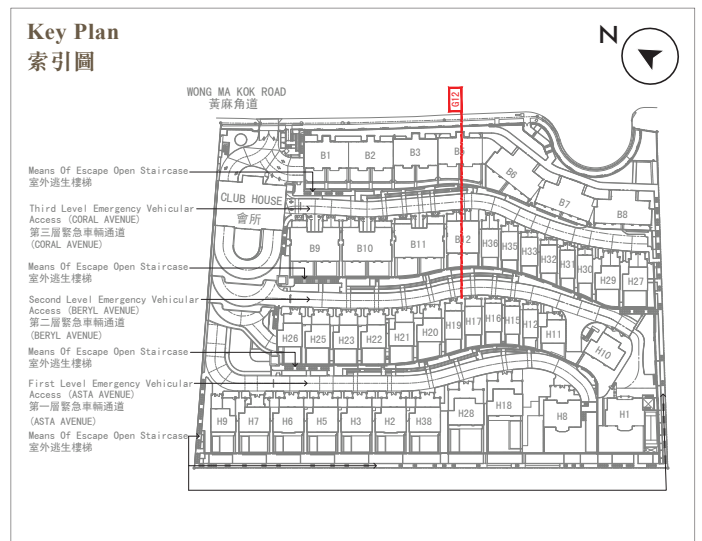 Key Plan
索引圖
N
WONG MA KOK ROAD
黃麻角道
G12
Means Of Escape Open Staircase
室外逃生樓梯
Third Level Emergency Vehicular
Access (CORAL AVENUE)
第三層緊急車輛通道
(CORAL AVENUE)
Means Of Escape Open Staircase
室外逃生樓梯
Second Level Emergency Vehicular
Access (BERYL AVENUE)
第二層緊急車輛通道
(BERYL AVENUE)
Means Of Escape Open Staircase
室外逃生樓梯
First Level Emergency Vehicular
Access (ASTA AVENUE)
第一層緊急車輛通道
(ASTA AVENUE)
Means Of Escape Open Staircase
室外逃生樓梯
CLUB HOUSE
會所
B1 B2 B3 B5 B6 B7 B8
B9 B10 B11 B12 H36 H35 H33 H32 H31 H30 H29 H27
H26 H25 H23 H22 H21 H20 H19 H17 H16 H15 H12 H11 H10
H9 H7 H6 H5 H3 H2 H38 H28 H18 H8 H1